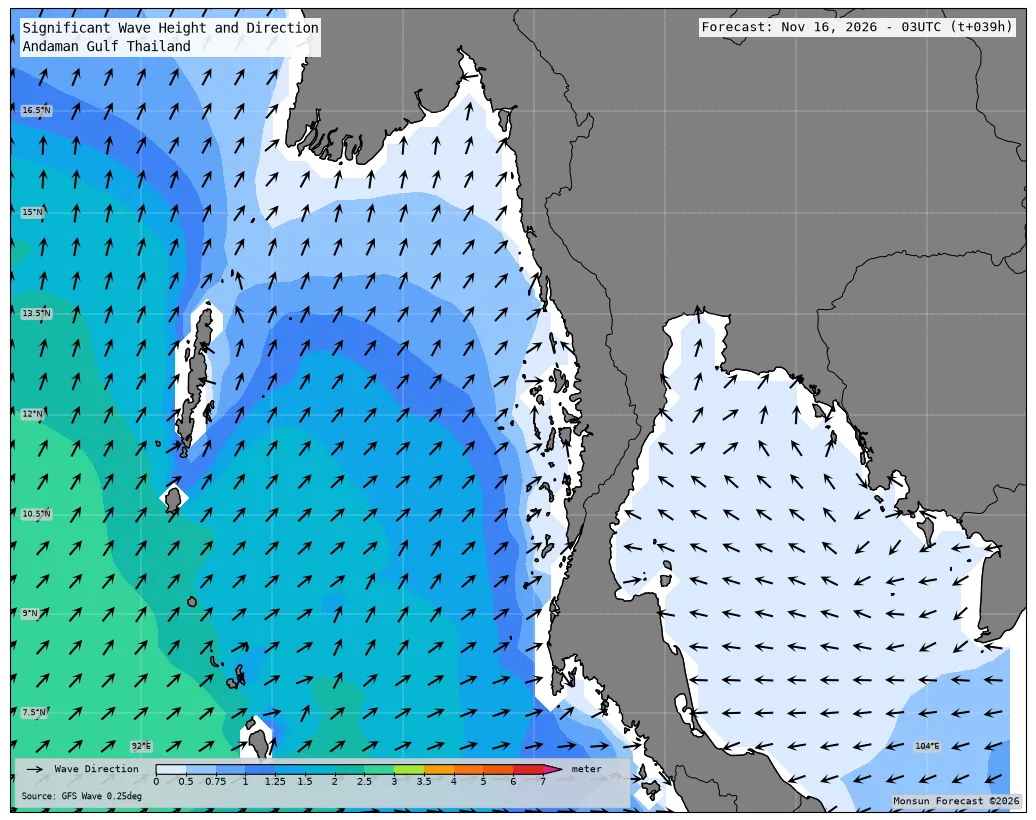 Significant Wave Height and Direction
Andaman Gulf Thailand
Forecast: Nov 16, 2026 - 03UTC (t+039h)
16.5°N
15°N
13.5°N
12°N
10.5°N
9°N
7.5°N
92°E
104°E
Wave Direction
meter
0 0.5 0.75 1 1.25 1.5 2 2.5 3 3.5 4 5 6 7
Source: GFS Wave 0.25deg
Monsun Forecast ©2026